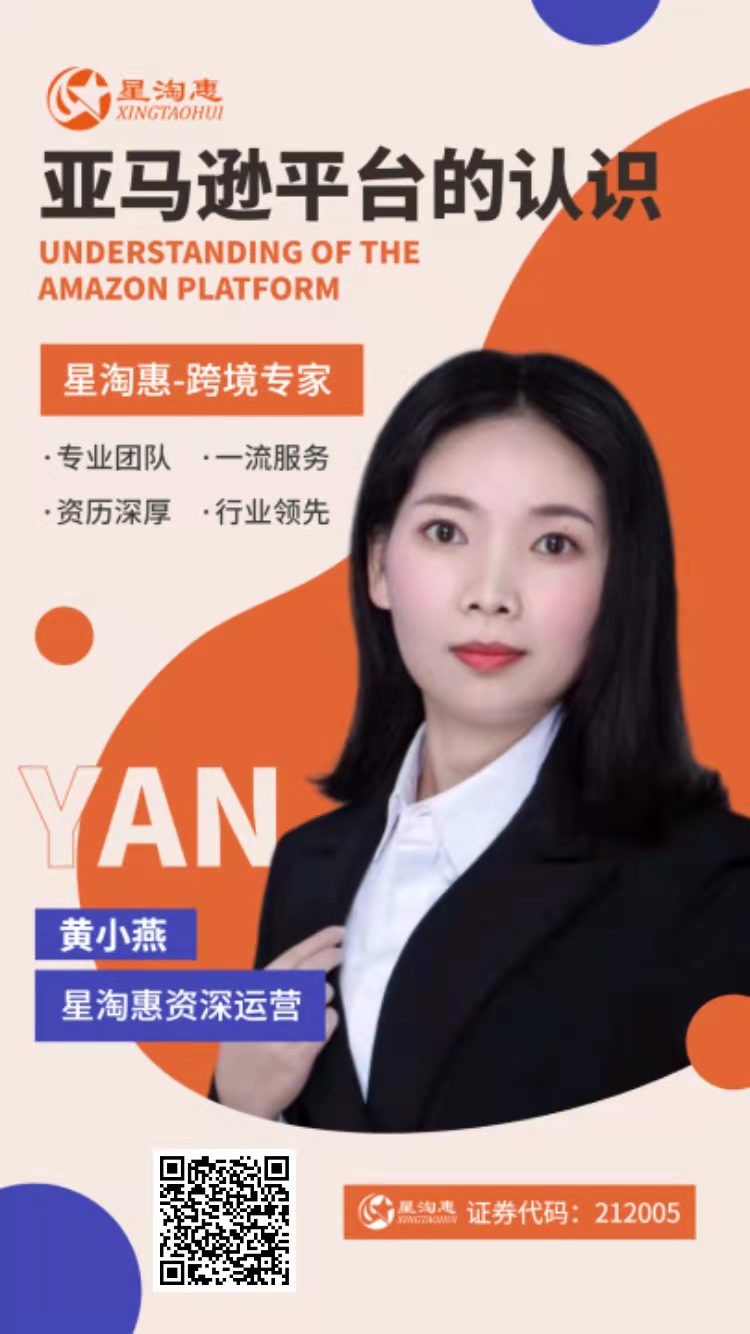 星淘惠
XINGTAOHUI
亚马逊平台的认识
UNDERSTANDING OF THE
AMAZON PLATFORM
星淘惠-跨境专家
·专业团队 ·一流服务
·资历深厚 ·行业领先
YAN
黄小燕
星淘惠资深运营
星淘惠
XINGTAOHUI
证券代码：212005